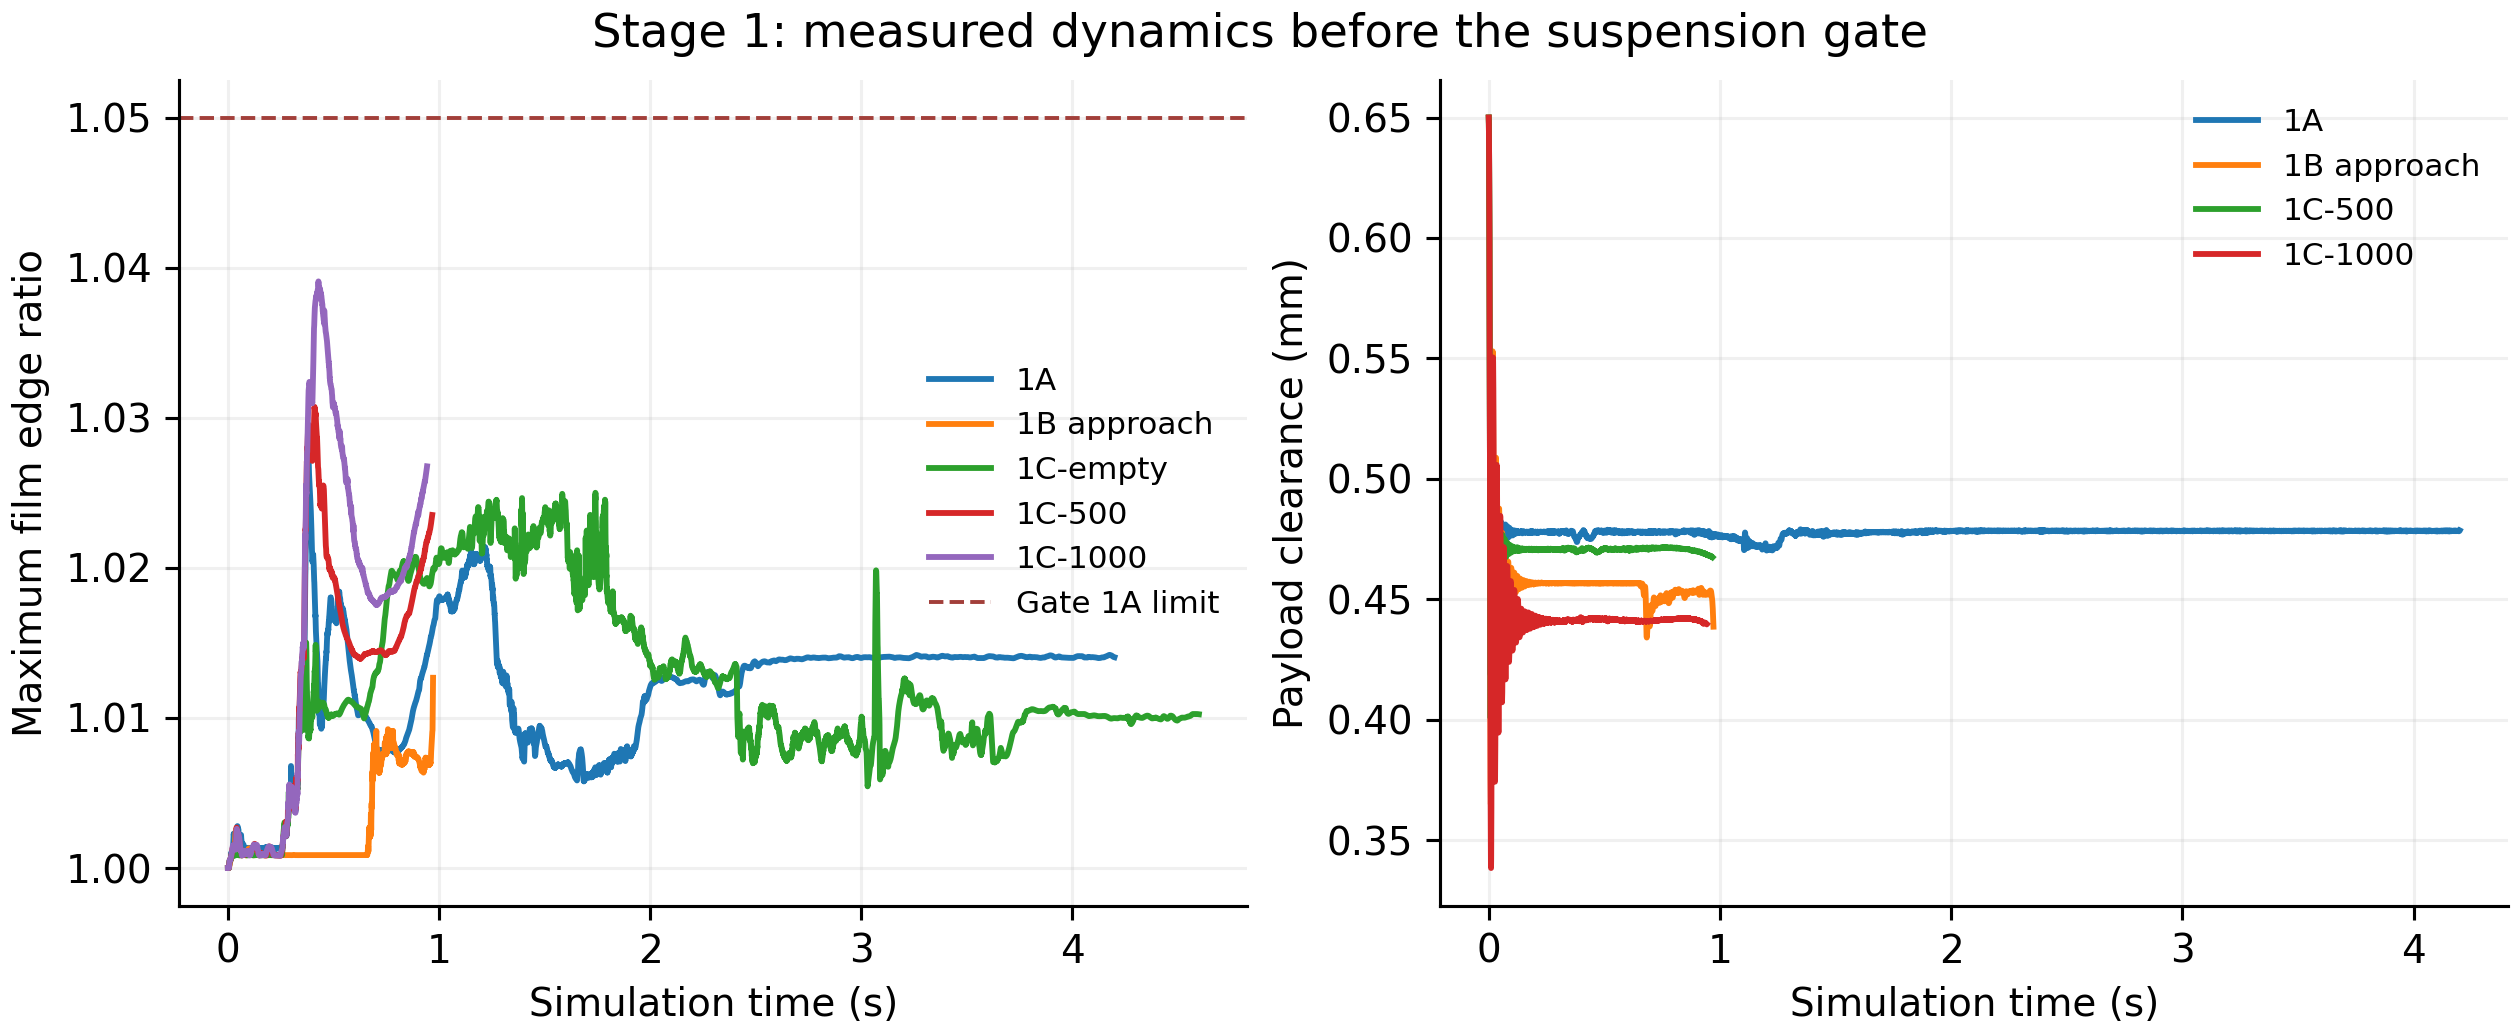 Stage 1: measured dynamics before the suspension gate
Maximum film edge ratio
1.05
1.04
1.03
1.02
1.01
1.00
1A
1B approach
1C-empty
1C-500
1C-1000
Gate 1A limit
0
1
2
3
4
Simulation time (s)
Payload clearance (mm)
0.65
0.60
0.55
0.50
0.45
0.40
0.35
1A
1B approach
1C-500
1C-1000
0
1
2
3
4
Simulation time (s)